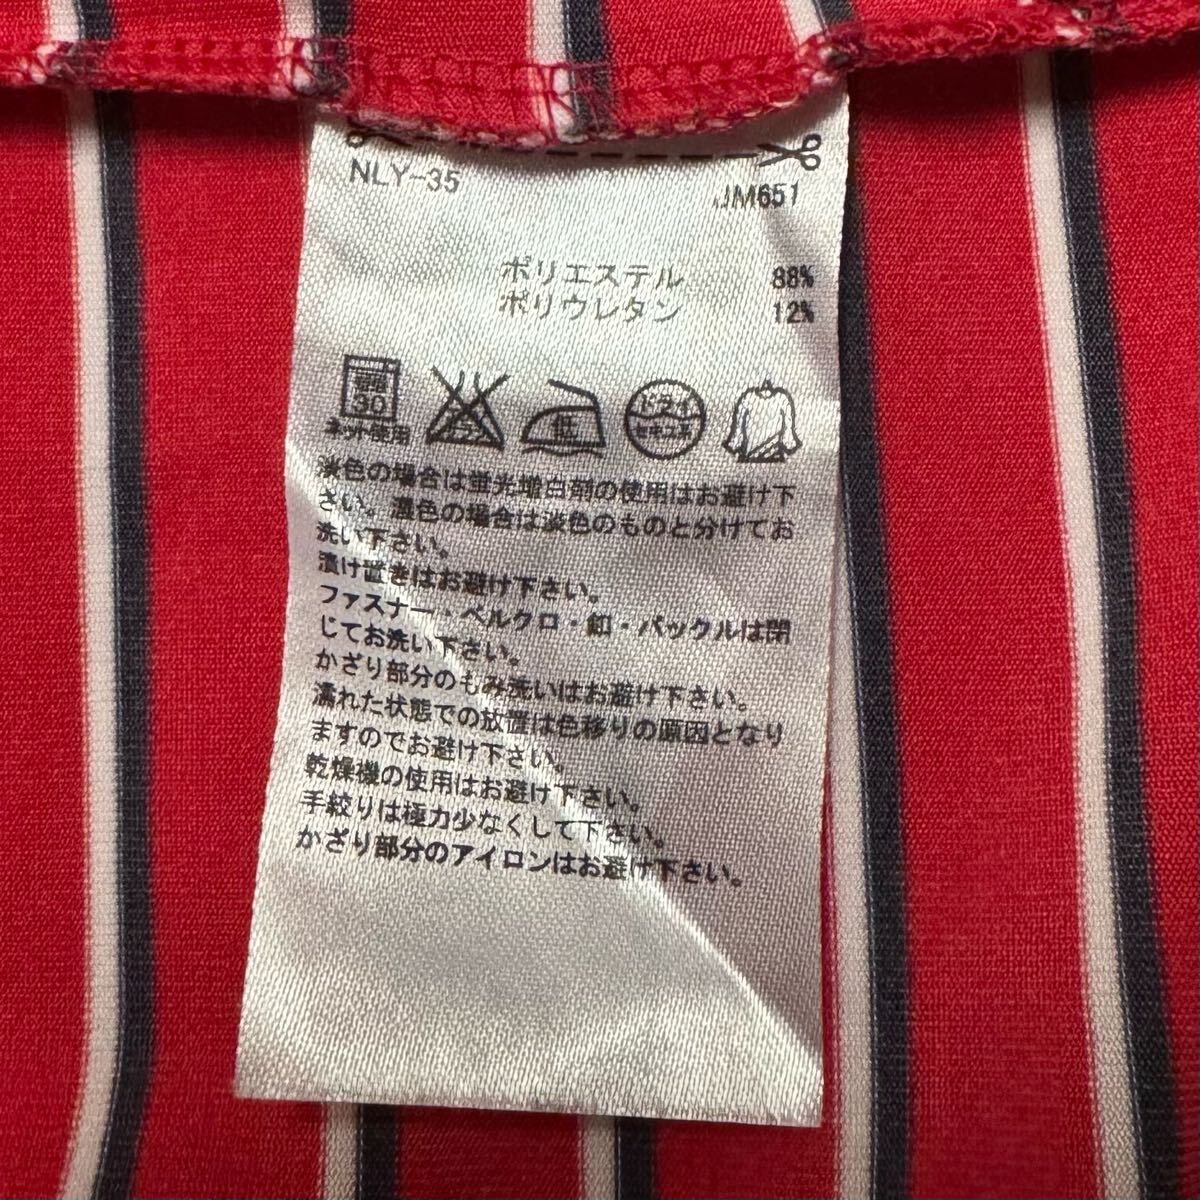 NLY-35
JM651
ポリエステル 88%
ポリウレタン 12%
30
ネット使用
エンソ
低
ドライ
セキユ系
淡色の場合は蛍光増白剤の使用はお避け下
さい。濃色の場合は淡色のものと分けてお
洗い下さい。
漬け置きはお避け下さい。
ファスナー・ベルクロ・釦・バックルは閉
じてお洗い下さい。
かざり部分のもみ洗いはお避け下さい。
濡れた状態での放置は色移りの原因となり
ますのでお避け下さい。
乾燥機の使用はお避け下さい。
手絞りは極力少なくして下さい。
かざり部分のアイロンはお避け下さい。